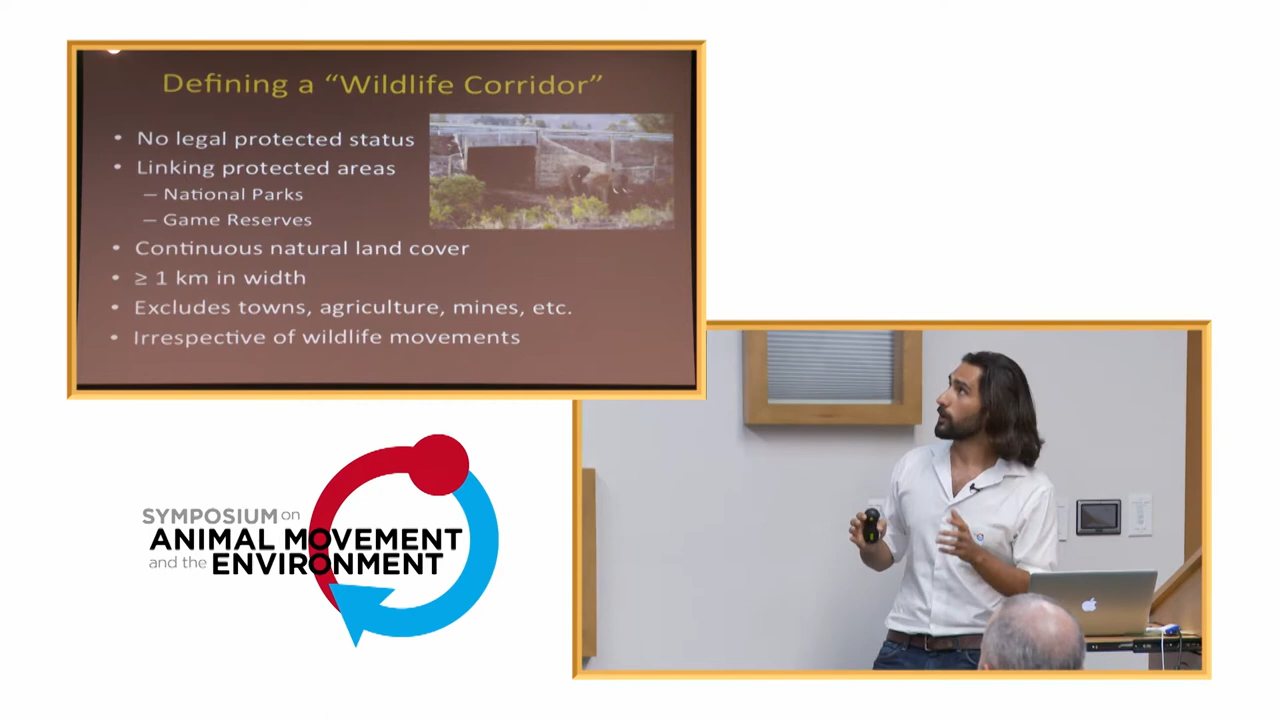 Defining a “Wildlife Corridor”
• No legal protected status
• Linking protected areas
– National Parks
– Game Reserves
• Continuous natural land cover
• ≥ 1 km in width
• Excludes towns, agriculture, mines, etc.
• Irrespective of wildlife movements
SYMPOSIUM on
ANIMAL MOVEMENT
and the ENVIRONMENT